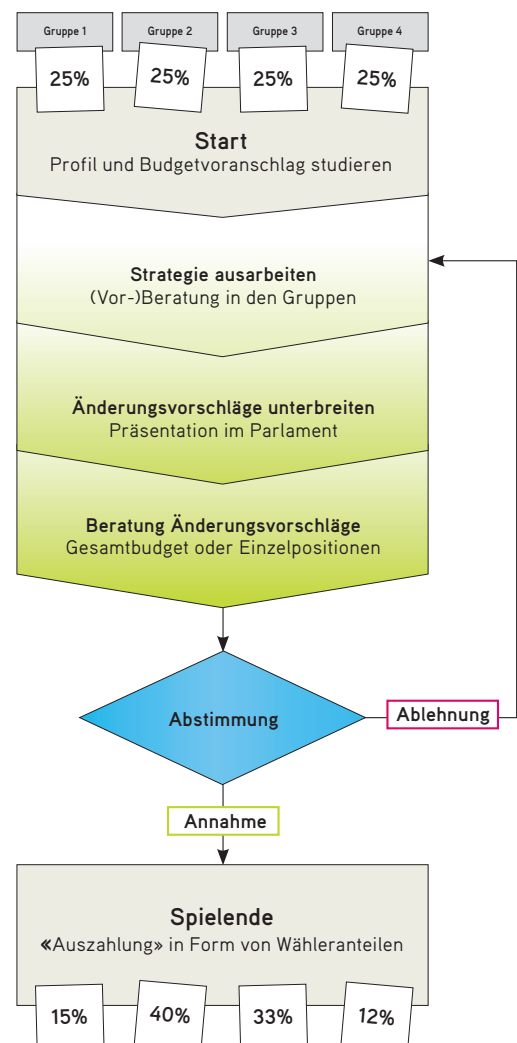 Gruppe 1 Gruppe 2 Gruppe 3 Gruppe 4
25% 25% 25% 25%
Start
Profil und Budgetvoranschlag studieren
Strategie ausarbeiten
(Vor-)Beratung in den Gruppen
Änderungsvorschläge unterbreiten
Präsentation im Parlament
Beratung Änderungsvorschläge
Gesamtbudget oder Einzelpositionen
Abstimmung
Ablehnung
Annahme
Spielende
«Auszahlung» in Form von Wähleranteilen
15% 40% 33% 12%